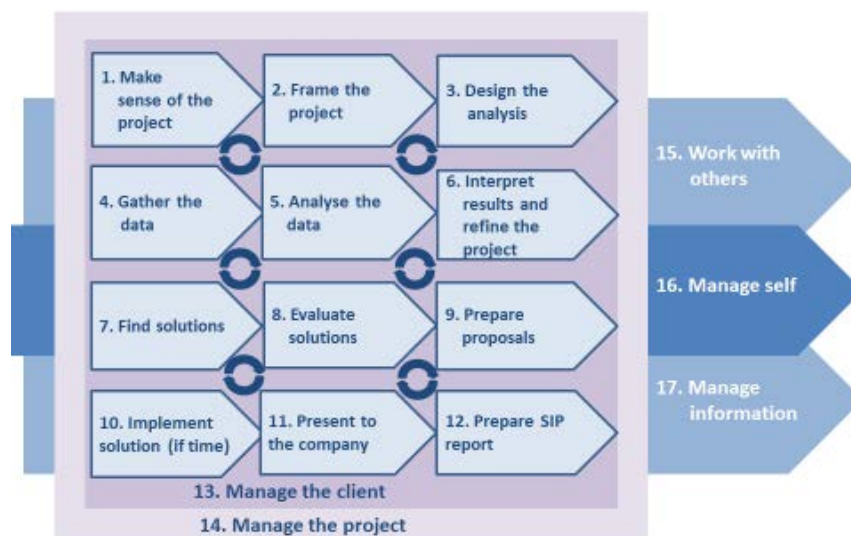 1. Make
sense of the
project
2. Frame the
project
3. Design the
analysis
4. Gather the
data
5. Analyse the
data
6. Interpret
results and
refine the
project
7. Find solutions
8. Evaluate
solutions
9. Prepare
proposals
10. Implement
solution (if time)
11. Present to
the company
12. Prepare SIP
report
13. Manage the client
14. Manage the project
15. Work with
others
16. Manage self
17. Manage
information